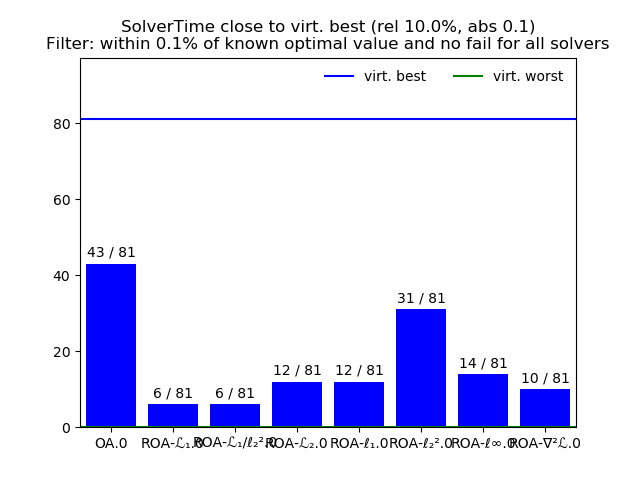 SolverTime close to virt. best (rel 10.0%, abs 0.1)
Filter: within 0.1% of known optimal value and no fail for all solvers
virt. best virt. worst
80
60
43 / 81
40
31 / 81
20
14 / 81
12 / 81 12 / 81
10 / 81
6 / 81 6 / 81
0
OA.0 ROA-ℒ₁.0 ROA-ℒ₁/ℓ₂².0 ROA-ℒ₂.0 ROA-ℓ₁.0 ROA-ℓ₂².0 ROA-ℓ∞.0 ROA-∇²ℒ.0